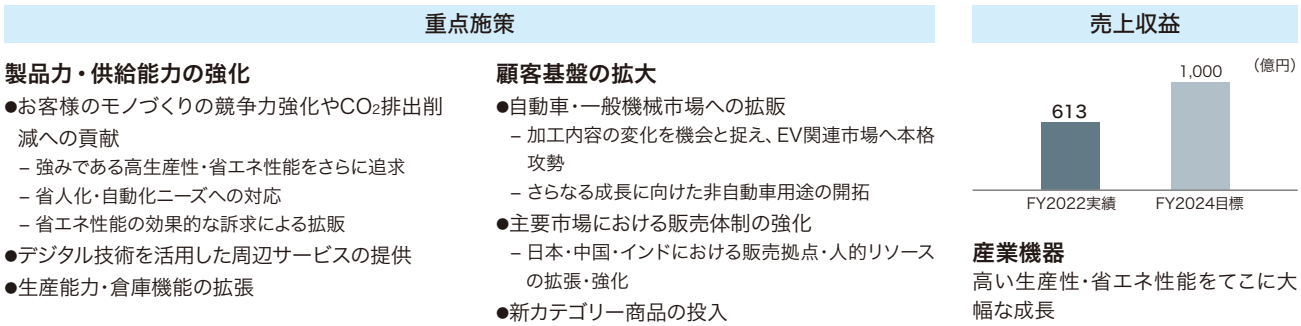 重点施策
製品力・供給能力の強化
●お客様のモノづくりの競争力強化やCO₂排出削
減への貢献
– 強みである高生産性・省エネ性能をさらに追求
– 省人化・自動化ニーズへの対応
– 省エネ性能の効果的な訴求による拡販
●デジタル技術を活用した周辺サービスの提供
●生産能力・倉庫機能の拡張
顧客基盤の拡大
●自動車・一般機械市場への拡販
– 加工内容の変化を機会と捉え、EV関連市場へ本格
攻勢
– さらなる成長に向けた非自動車用途の開拓
●主要市場における販売体制の強化
– 日本・中国・インドにおける販売拠点・人的リソース
の拡張・強化
●新カテゴリー商品の投入
売上収益
(億円)
1,000
613
FY2022実績
FY2024目標
産業機器
高い生産性・省エネ性能をてこに大
幅な成長